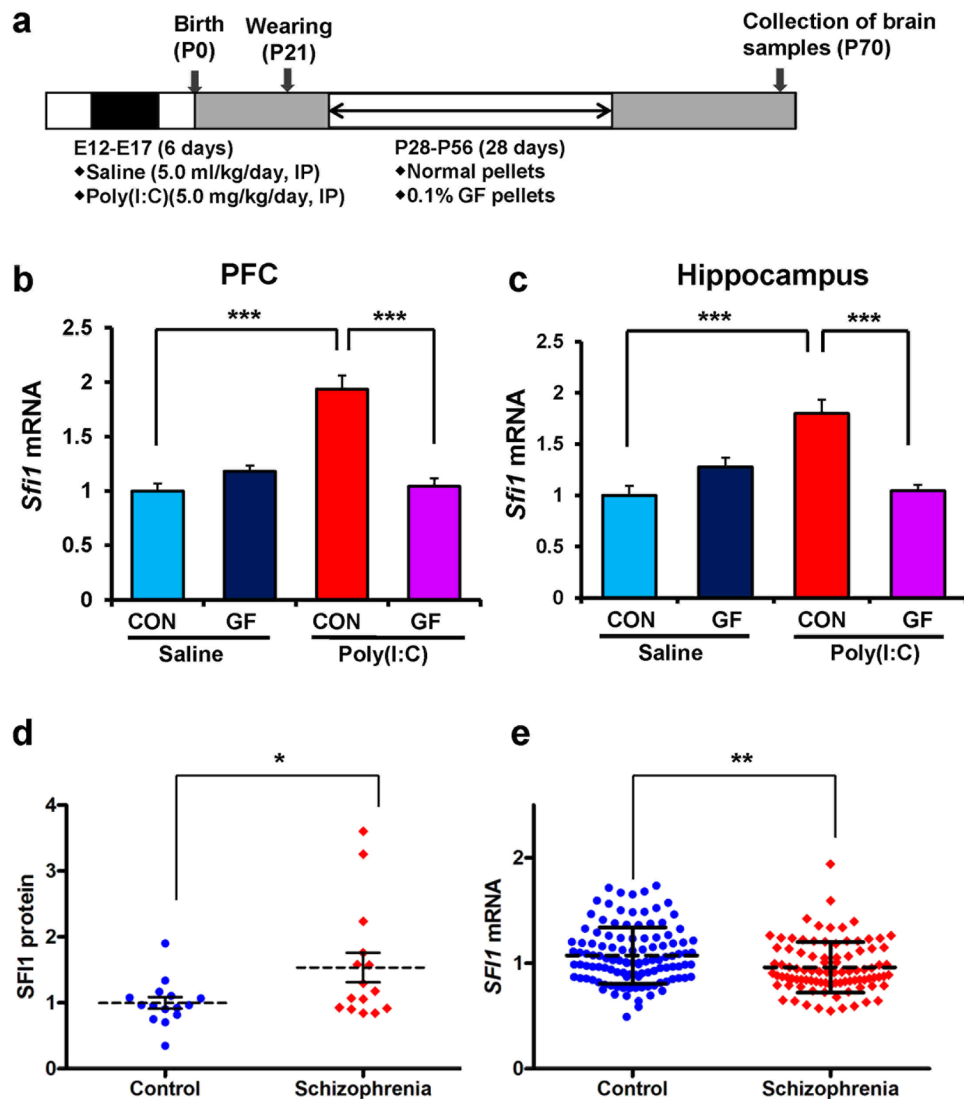 a
Birth
(P0)
Wearing
(P21)
Collection of brain
samples (P70)
E12-E17 (6 days)
◆Saline (5.0 ml/kg/day, IP)
◆Poly(I:C)(5.0 mg/kg/day, IP)
P28-P56 (28 days)
◆Normal pellets
◆0.1% GF pellets
b
PFC
***
***
Sfi1 mRNA
2.5
2
1.5
1
0.5
0
CON
GF
CON
GF
Saline
Poly(I:C)
c
Hippocampus
***
***
Sfi1 mRNA
2.5
2
1.5
1
0.5
0
CON
GF
CON
GF
Saline
Poly(I:C)
d
*
SFI1 protein
4
3
2
1
0
Control
Schizophrenia
e
**
SFI1 mRNA
2
1
0
Control
Schizophrenia